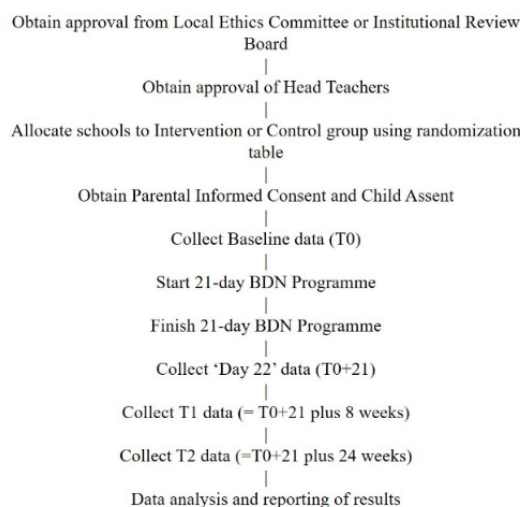 Obtain approval from Local Ethics Committee or Institutional Review
Board
Obtain approval of Head Teachers
Allocate schools to Intervention or Control group using randomization
table
Obtain Parental Informed Consent and Child Assent
Collect Baseline data (T0)
Start 21-day BDN Programme
Finish 21-day BDN Programme
Collect ‘Day 22’ data (T0+21)
Collect T1 data (= T0+21 plus 8 weeks)
Collect T2 data (=T0+21 plus 24 weeks)
Data analysis and reporting of results